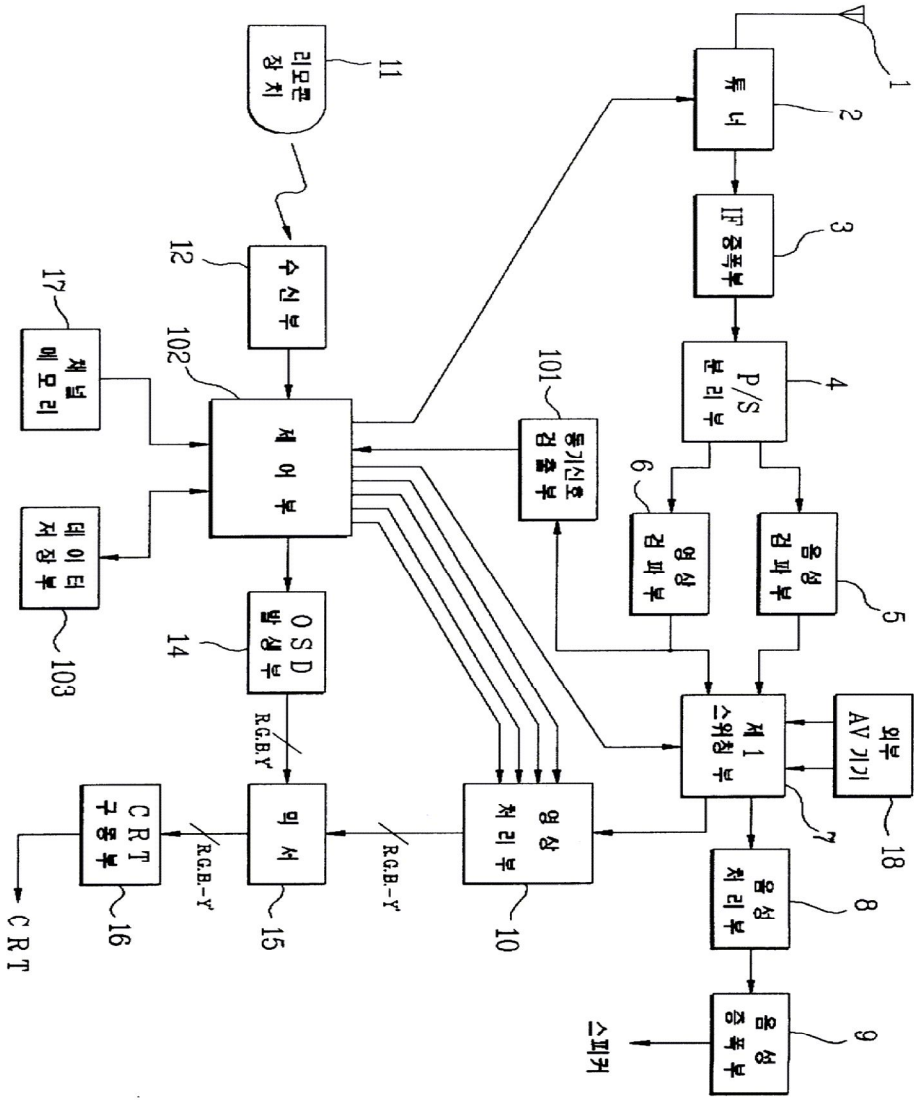 1
튜 너
2
IF 증폭부
3
P/S
분리부
4
음성
검파부
5
영상
검파부
6
동기신호
검출부
101
외부
AV기기
18
제 1
스위칭부
7
음 성
처리부
8
음 성
증폭부
9
스피커
리모콘
장 치
11
수신부
12
제 어 부
102
채널
메모리
17
데이터
저장부
103
OSD
발생부
14
R.G.B.Y'
믹 서
15
R.G.B.-Y'
영상
처리부
10
R.G.B.-Y'
CRT
구동부
16
CRT